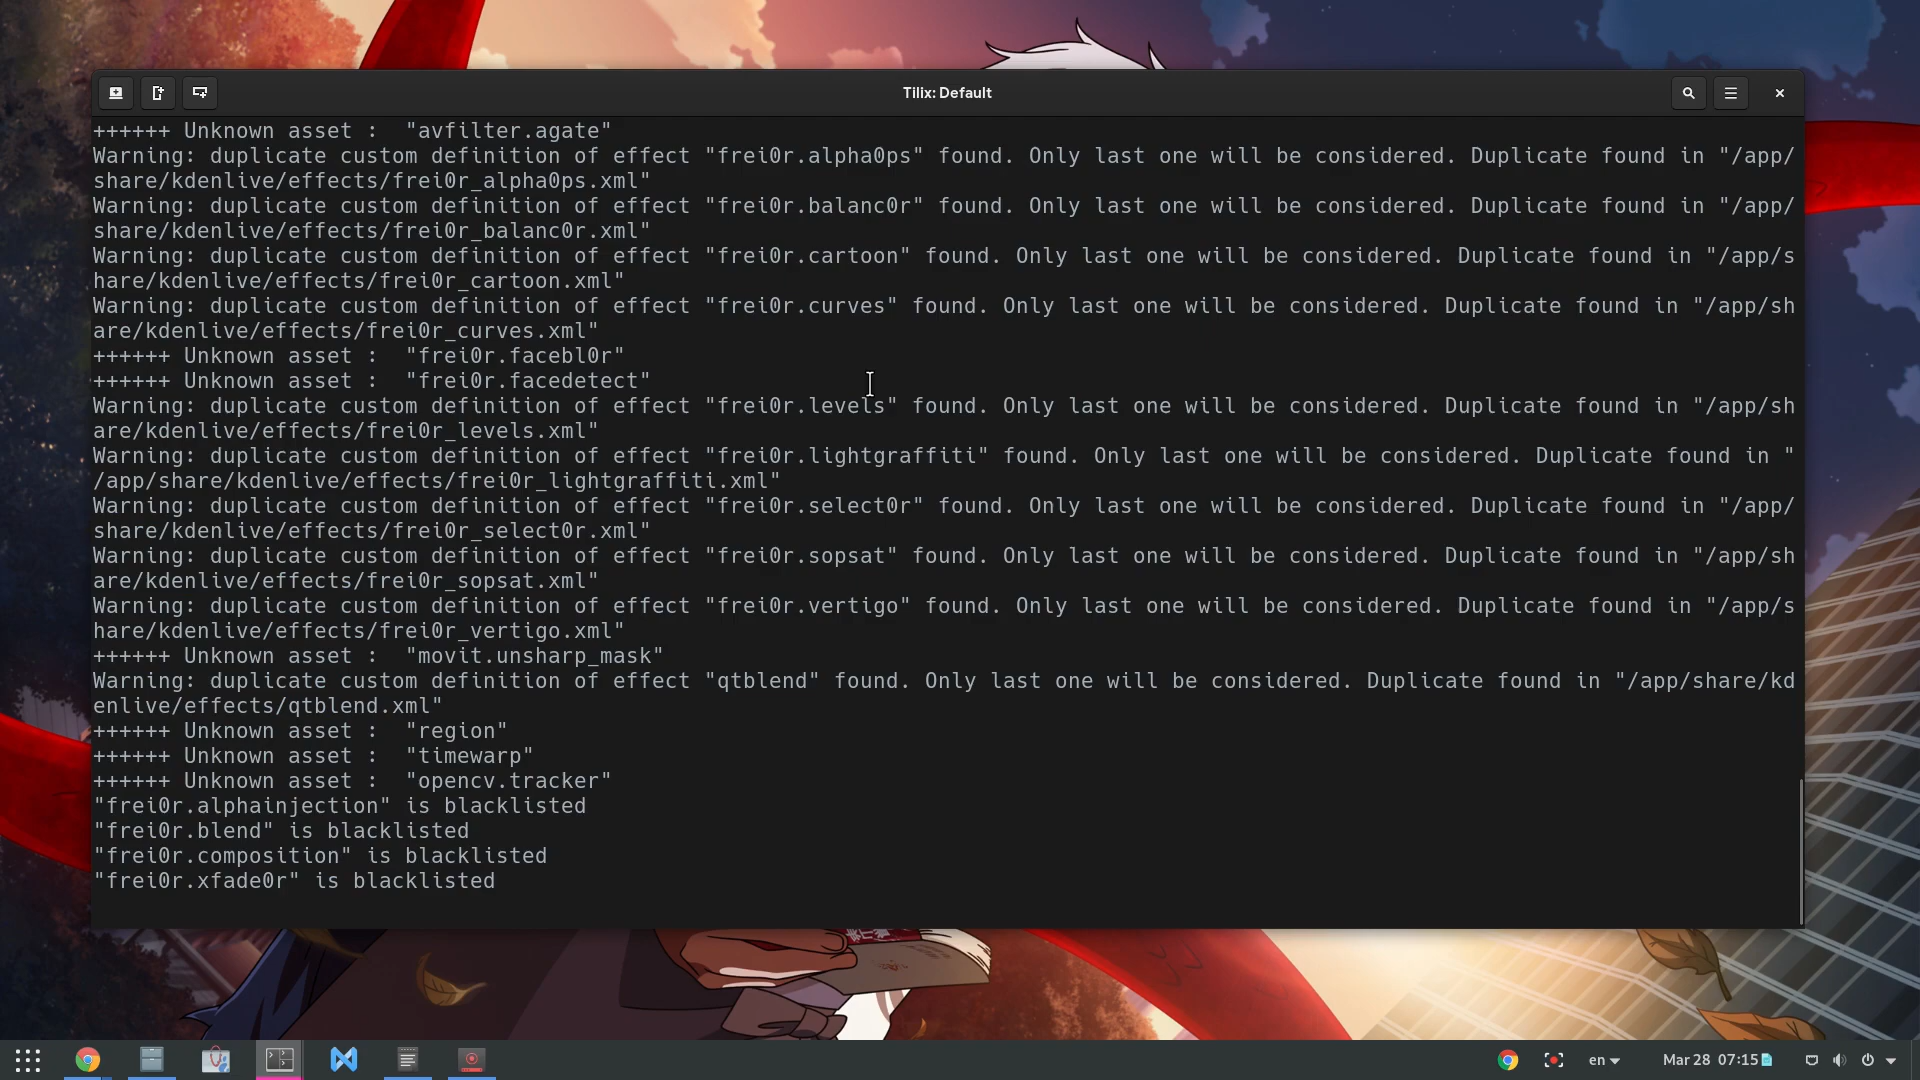 Tilix: Default
++++++ Unknown asset :  "avfilter.agate"
Warning: duplicate custom definition of effect "frei0r.alpha0ps" found. Only last one will be considered. Duplicate found in "/app/
share/kdenlive/effects/frei0r_alpha0ps.xml"
Warning: duplicate custom definition of effect "frei0r.balanc0r" found. Only last one will be considered. Duplicate found in "/app/
share/kdenlive/effects/frei0r_balanc0r.xml"
Warning: duplicate custom definition of effect "frei0r.cartoon" found. Only last one will be considered. Duplicate found in "/app/s
hare/kdenlive/effects/frei0r_cartoon.xml"
Warning: duplicate custom definition of effect "frei0r.curves" found. Only last one will be considered. Duplicate found in "/app/sh
are/kdenlive/effects/frei0r_curves.xml"
++++++ Unknown asset :  "frei0r.facebl0r"
++++++ Unknown asset :  "frei0r.facedetect"
Warning: duplicate custom definition of effect "frei0r.levels" found. Only last one will be considered. Duplicate found in "/app/sh
are/kdenlive/effects/frei0r_levels.xml"
Warning: duplicate custom definition of effect "frei0r.lightgraffiti" found. Only last one will be considered. Duplicate found in "
/app/share/kdenlive/effects/frei0r_lightgraffiti.xml"
Warning: duplicate custom definition of effect "frei0r.select0r" found. Only last one will be considered. Duplicate found in "/app/
share/kdenlive/effects/frei0r_select0r.xml"
Warning: duplicate custom definition of effect "frei0r.sopsat" found. Only last one will be considered. Duplicate found in "/app/sh
are/kdenlive/effects/frei0r_sopsat.xml"
Warning: duplicate custom definition of effect "frei0r.vertigo" found. Only last one will be considered. Duplicate found in "/app/s
hare/kdenlive/effects/frei0r_vertigo.xml"
++++++ Unknown asset :  "movit.unsharp_mask"
Warning: duplicate custom definition of effect "qtblend" found. Only last one will be considered. Duplicate found in "/app/share/kd
enlive/effects/qtblend.xml"
++++++ Unknown asset :  "region"
++++++ Unknown asset :  "timewarp"
++++++ Unknown asset :  "opencv.tracker"
"frei0r.alphainjection" is blacklisted
"frei0r.blend" is blacklisted
"frei0r.composition" is blacklisted
"frei0r.xfade0r" is blacklisted
en Mar 28 07:15